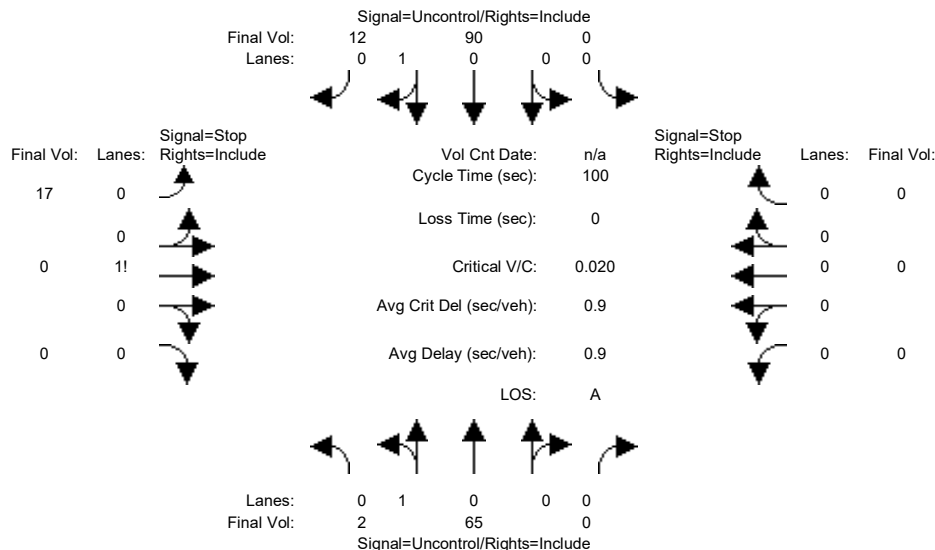 Signal=Uncontrol/Rights=Include
Final Vol: 12 90 0
Lanes: 0 1 0 0 0
Signal=Stop Signal=Stop
Final Vol: Lanes: Rights=Include Vol Cnt Date: n/a Rights=Include Lanes: Final Vol:
Cycle Time (sec): 100
17 0 0 0
Loss Time (sec): 0
0 0
0 1! Critical V/C: 0.020 0 0
0 Avg Crit Del (sec/veh): 0.9 0
0 0 Avg Delay (sec/veh): 0.9 0 0
LOS: A
Lanes: 0 1 0 0 0
Final Vol: 2 65 0
Signal=Uncontrol/Rights=Include